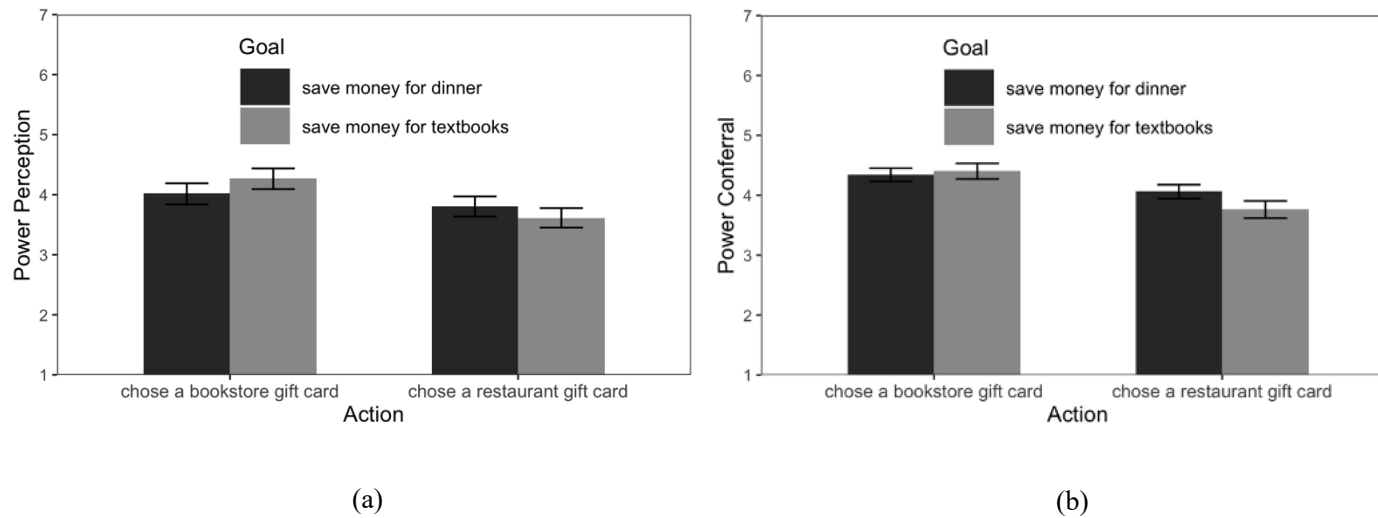 7
6
5
4
3
2
1
Power Perception
Goal
save money for dinner
save money for textbooks
chose a bookstore gift card
chose a restaurant gift card
Action
(a)
7
6
5
4
3
2
1
Power Conferral
Goal
save money for dinner
save money for textbooks
chose a bookstore gift card
chose a restaurant gift card
Action
(b)